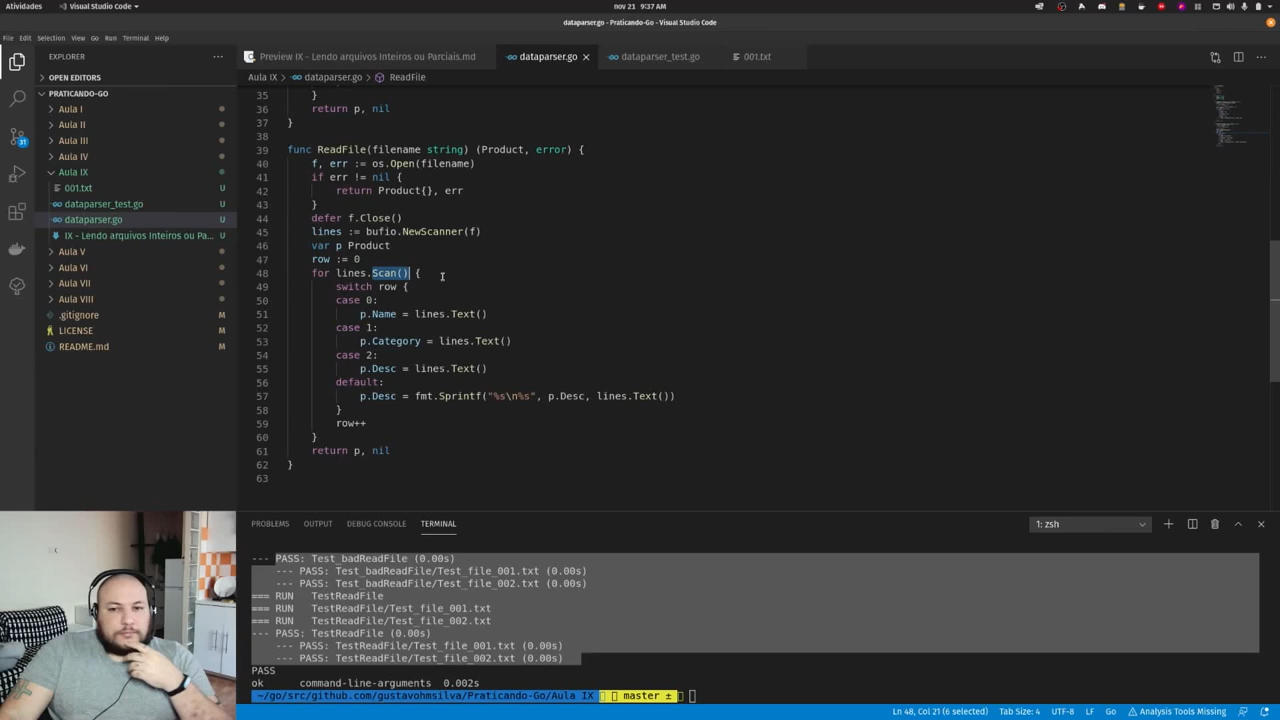 Atividades
Visual Studio Code
nov 21 9:37 AM
dataparser.go - Praticando-Go - Visual Studio Code
File Edit Selection View Go Run Terminal Help
EXPLORER
Preview IX - Lendo arquivos Inteiros ou Parciais.md
dataparser.go
dataparser_test.go
001.txt
OPEN EDITORS
PRATICANDO-GO
Aula I
Aula II
Aula III
Aula IV
Aula IX
001.txt U
dataparser_test.go U
dataparser.go U
IX - Lendo arquivos Inteiros ou Pa... U
Aula V
Aula VI
Aula VII
Aula VIII
.gitignore M
LICENSE M
README.md M
31
Aula IX > dataparser.go > ReadFile
35 }
36 return p, nil
37 }
38
39 func ReadFile(filename string) (Product, error) {
40 f, err := os.Open(filename)
41 if err != nil {
42 return Product{}, err
43 }
44 defer f.Close()
45 lines := bufio.NewScanner(f)
46 var p Product
47 row := 0
48 for lines.Scan() {
49 switch row {
50 case 0:
51 p.Name = lines.Text()
52 case 1:
53 p.Category = lines.Text()
54 case 2:
55 p.Desc = lines.Text()
56 default:
57 p.Desc = fmt.Sprintf("%s\n%s", p.Desc, lines.Text())
58 }
59 row++
60 }
61 return p, nil
62 }
63
PROBLEMS OUTPUT DEBUG CONSOLE TERMINAL
1: zsh
--- PASS: Test_badReadFile (0.00s)
--- PASS: Test_badReadFile/Test_file_001.txt (0.00s)
--- PASS: Test_badReadFile/Test_file_002.txt (0.00s)
=== RUN TestReadFile
=== RUN TestReadFile/Test_file_001.txt
=== RUN TestReadFile/Test_file_002.txt
--- PASS: TestReadFile (0.00s)
--- PASS: TestReadFile/Test_file_001.txt (0.00s)
--- PASS: TestReadFile/Test_file_002.txt (0.00s)
PASS
ok command-line-arguments 0.002s
~/go/src/github.com/gustavohmsilva/Praticando-Go/Aula IX master ±
Ln 48, Col 21 (6 selected) Tab Size: 4 UTF-8 LF Go Analysis Tools Missing